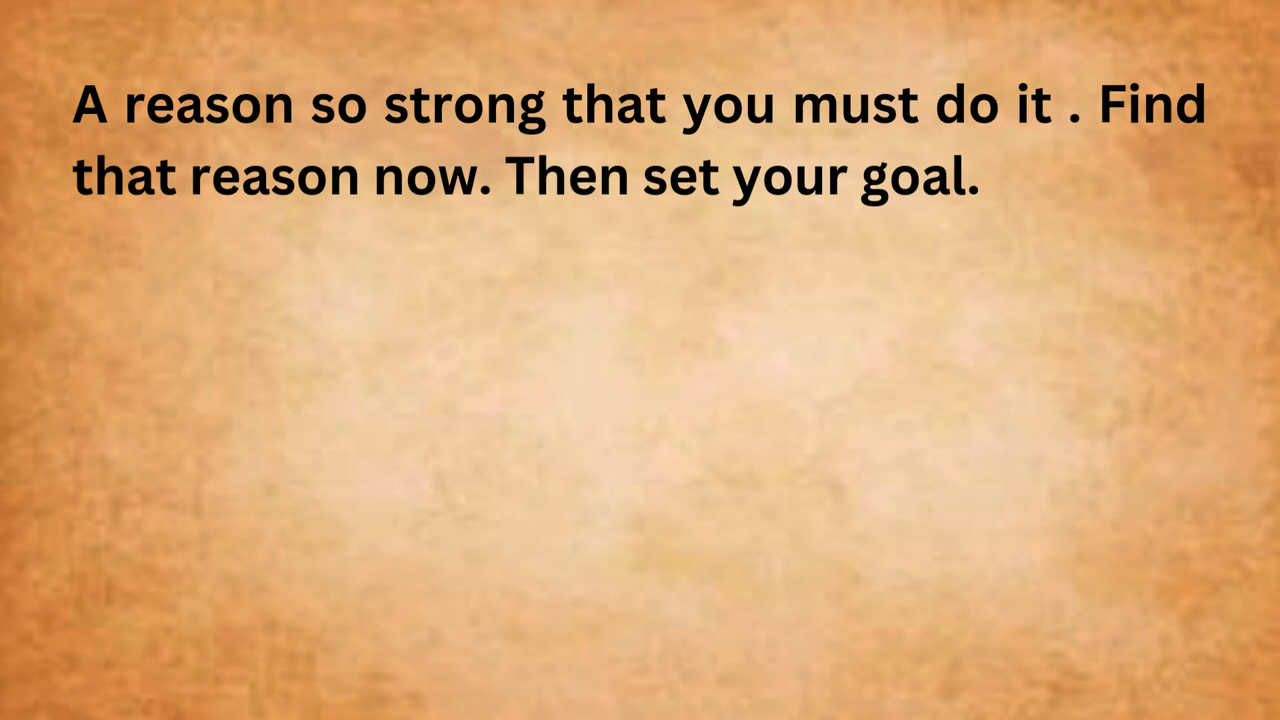 A reason so strong that you must do it . Find
that reason now. Then set your goal.